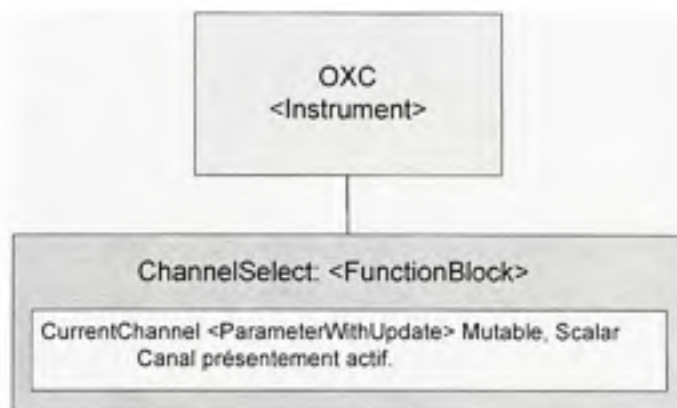 OXC
<Instrument>
ChannelSelect: <FunctionBlock>
CurrentChannel <ParameterWithUpdate> Mutable, Scalar
Canal présentement actif.